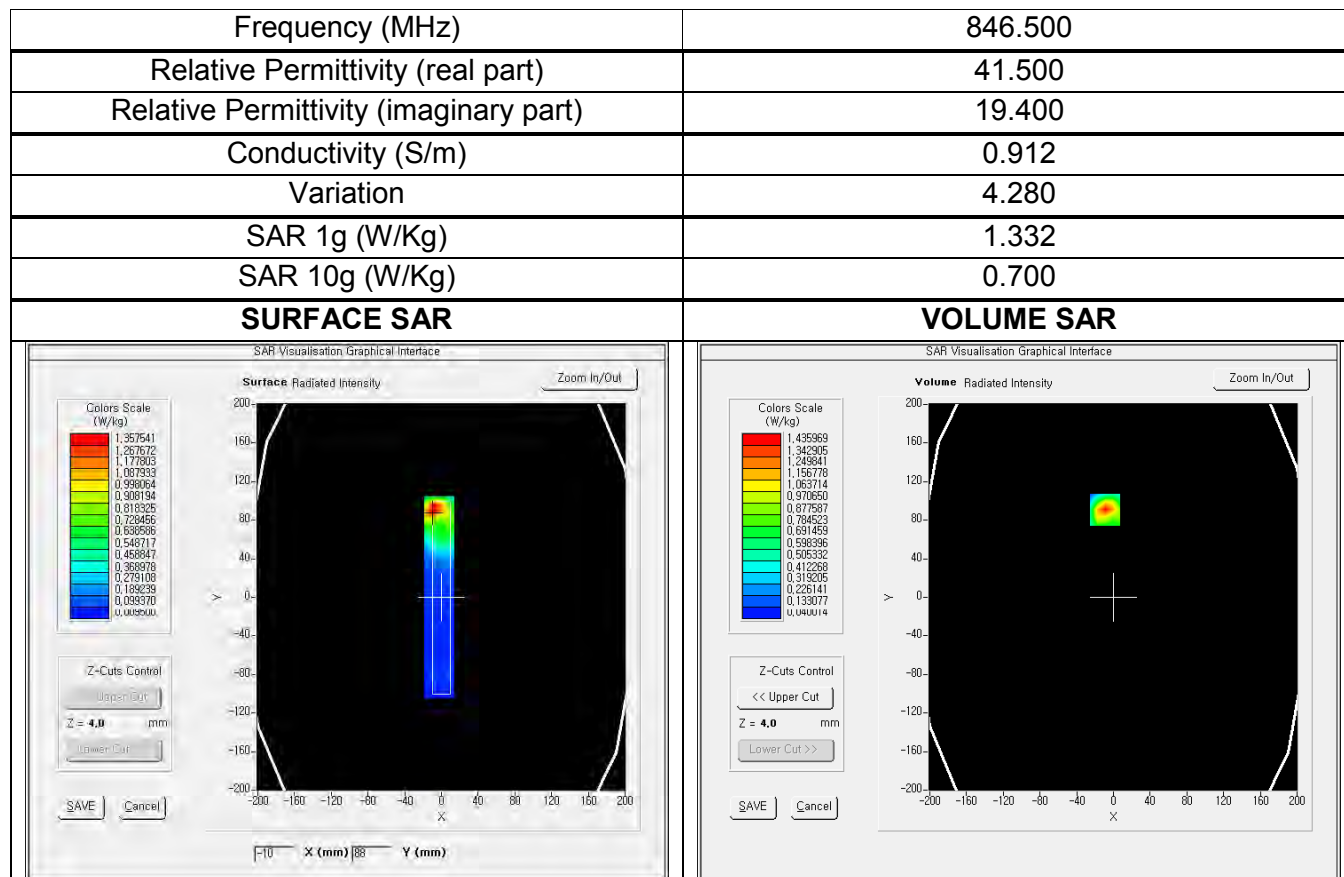 Frequency (MHz) 846.500
Relative Permittivity (real part) 41.500
Relative Permittivity (imaginary part) 19.400
Conductivity (S/m) 0.912
Variation 4.280
SAR 1g (W/Kg) 1.332
SAR 10g (W/Kg) 0.700
SURFACE SAR VOLUME SAR
SAR Visualisation Graphical Interface
Surface Radiated Intensity
Zoom In/Out
Colors Scale
(W/kg)
1.357541
1.267672
1.177803
1.087933
0.998064
0.908194
0.818325
0.728456
0.638586
0.548717
0.458847
0.368978
0.279108
0.189239
0.099370
0.009500
Z-Cuts Control
Upper Cut
Z = 4.0 mm
Lower Cut
SAVE Cancel
200
160
120
80
40
0
-40
-80
-120
-160
-200
Y
-200 -160 -120 -80 -40 0 40 80 120 160 200
X
-10 X (mm) 88 Y (mm)
SAR Visualisation Graphical Interface
Volume Radiated Intensity
Zoom In/Out
Colors Scale
(W/kg)
1.435969
1.342905
1.249841
1.156778
1.063714
0.970650
0.877587
0.784523
0.691459
0.598396
0.505332
0.412268
0.319205
0.226141
0.133077
0.040014
Z-Cuts Control
<< Upper Cut
Z = 4.0 mm
Lower Cut >>
SAVE Cancel
200
160
120
80
40
0
-40
-80
-120
-160
-200
Y
-200 -160 -120 -80 -40 0 40 80 120 160 200
X